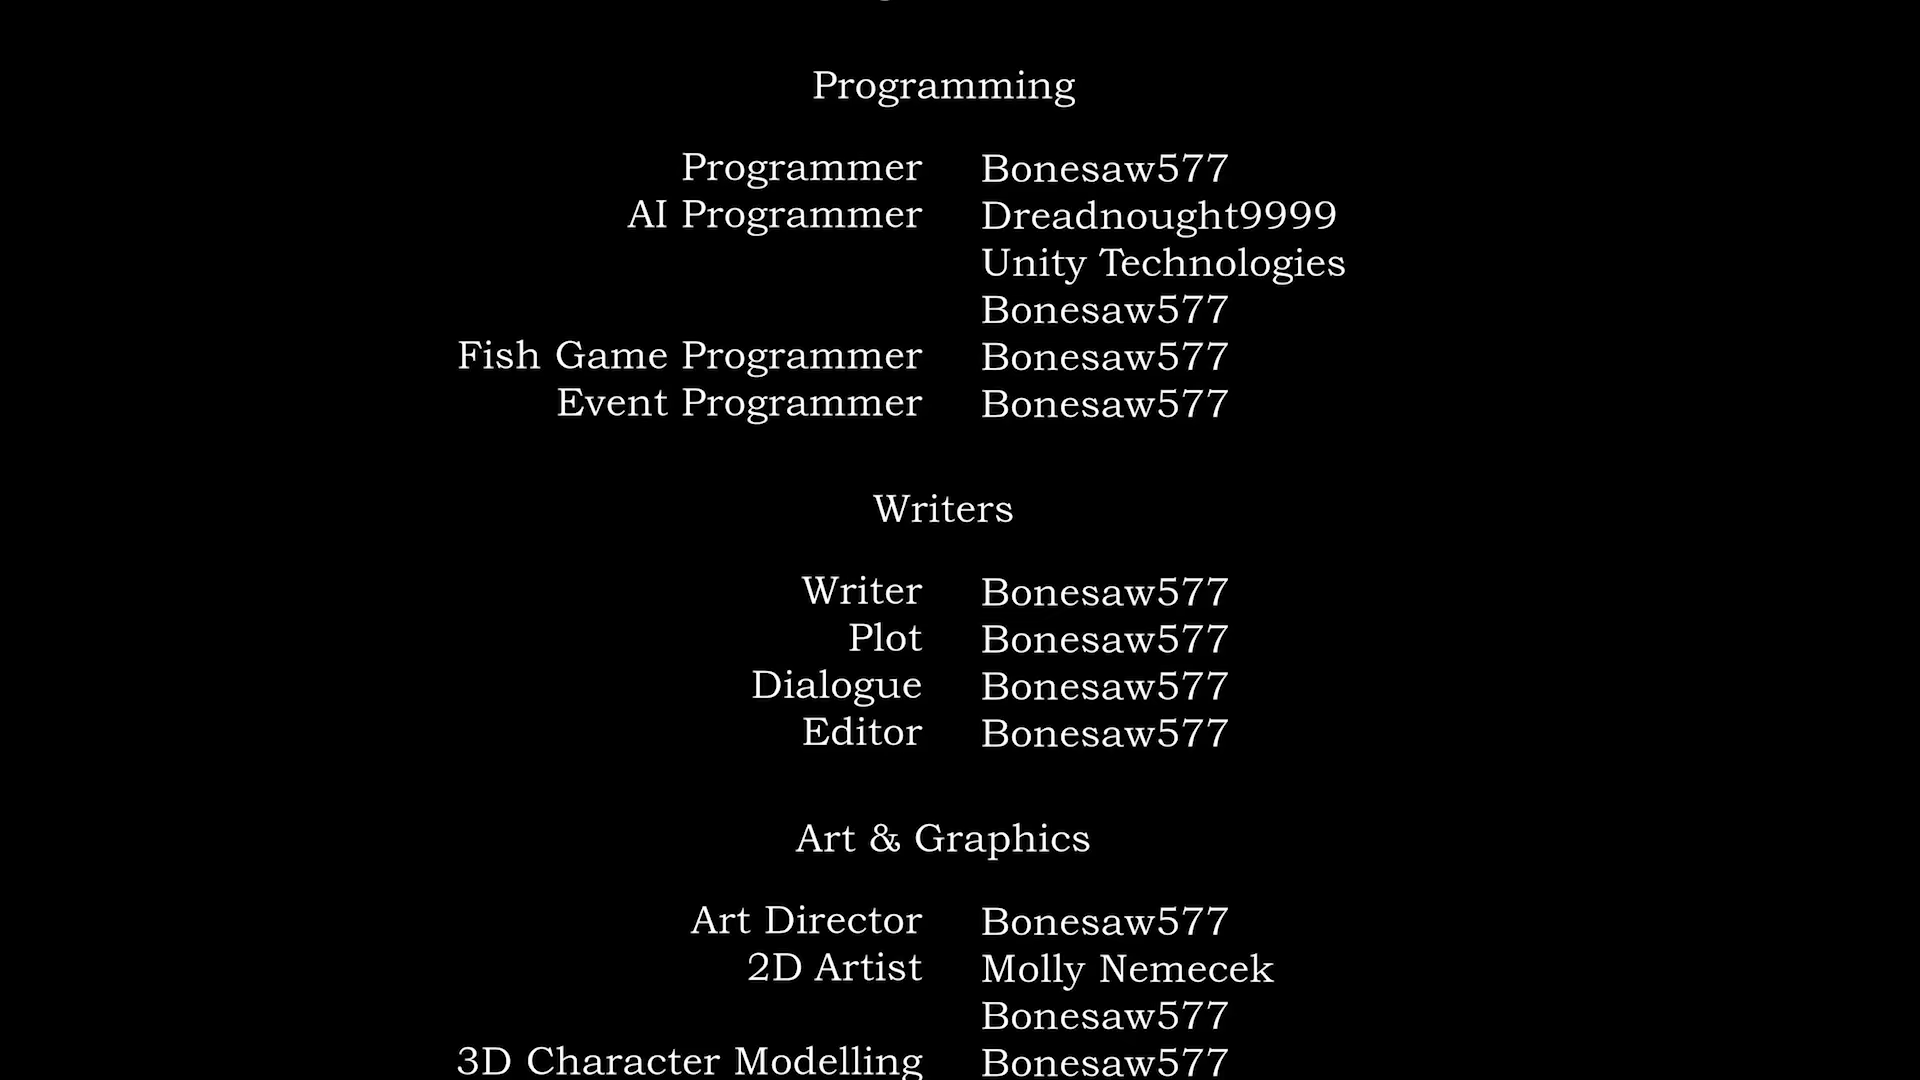 Programming
Programmer Bonesaw577
AI Programmer Dreadnought9999
Unity Technologies
Bonesaw577
Fish Game Programmer Bonesaw577
Event Programmer Bonesaw577
Writers
Writer Bonesaw577
Plot Bonesaw577
Dialogue Bonesaw577
Editor Bonesaw577
Art & Graphics
Art Director Bonesaw577
2D Artist Molly Nemecek
Bonesaw577
3D Character Modelling Bonesaw577